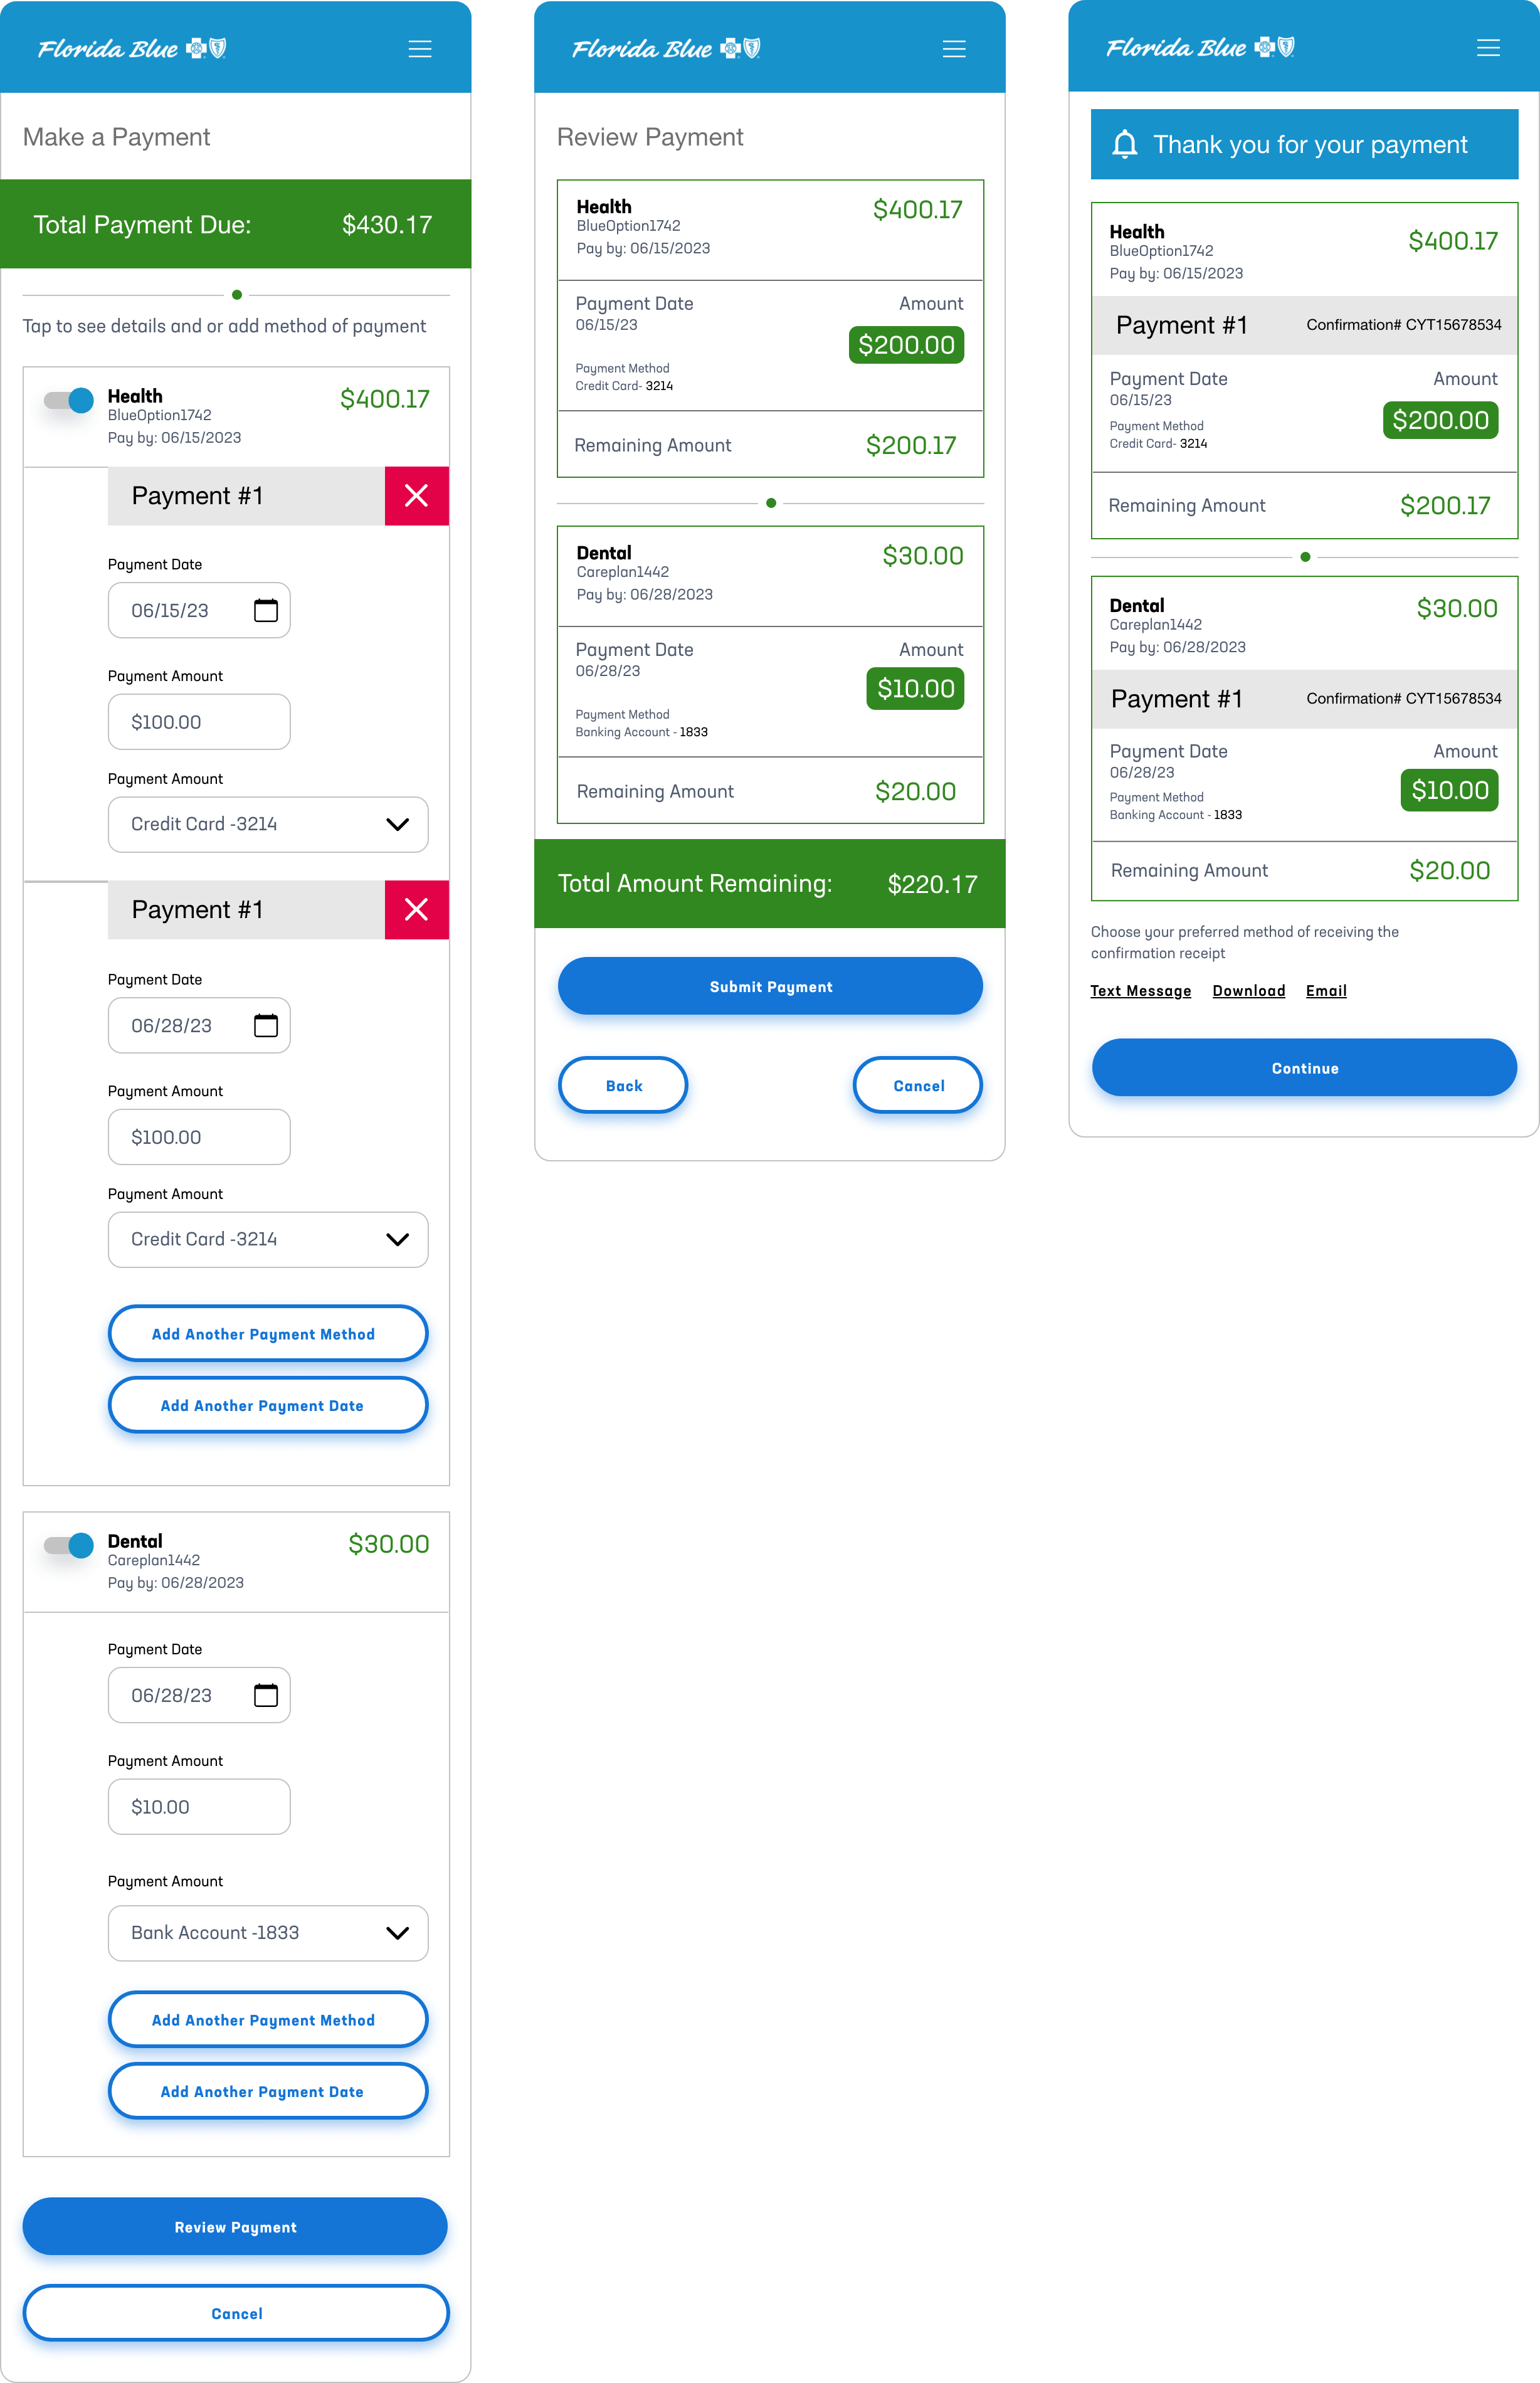 Florida Blue
Make a Payment
Total Payment Due: $430.17
Tap to see details and or add method of payment
Health $400.17
BlueOption1742
Pay by: 06/15/2023
Payment #1
Payment Date
06/15/23
Payment Amount
$100.00
Payment Amount
Credit Card -3214
Payment #1
Payment Date
06/28/23
Payment Amount
$100.00
Payment Amount
Credit Card -3214
Add Another Payment Method
Add Another Payment Date
Dental $30.00
Careplan1442
Pay by: 06/28/2023
Payment Date
06/28/23
Payment Amount
$10.00
Payment Amount
Bank Account -1833
Add Another Payment Method
Add Another Payment Date
Review Payment
Cancel
Florida Blue
Review Payment
Health $400.17
BlueOption1742
Pay by: 06/15/2023
Payment Date Amount
06/15/23
$200.00
Payment Method
Credit Card- 3214
Remaining Amount $200.17
Dental $30.00
Careplan1442
Pay by: 06/28/2023
Payment Date Amount
06/28/23
$10.00
Payment Method
Banking Account - 1833
Remaining Amount $20.00
Total Amount Remaining: $220.17
Submit Payment
Back Cancel
Florida Blue
Thank you for your payment
Health $400.17
BlueOption1742
Pay by: 06/15/2023
Payment #1 Confirmation# CYT15678534
Payment Date Amount
06/15/23
$200.00
Payment Method
Credit Card- 3214
Remaining Amount $200.17
Dental $30.00
Careplan1442
Pay by: 06/28/2023
Payment #1 Confirmation# CYT15678534
Payment Date Amount
06/28/23
$10.00
Payment Method
Banking Account - 1833
Remaining Amount $20.00
Choose your preferred method of receiving the
confirmation receipt
Text Message Download Email
Continue